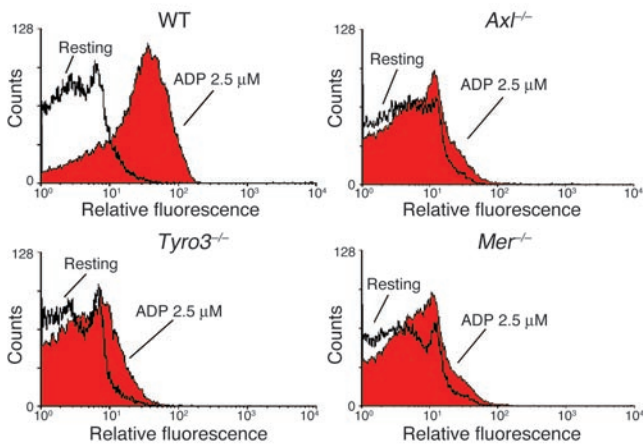 WT
128
Resting
ADP 2.5 µM
Counts
0
10⁰ 10¹ 10² 10³ 10⁴
Relative fluorescence
Axl⁻/⁻
128
Resting
ADP 2.5 µM
Counts
0
10⁰ 10¹ 10² 10³ 10⁴
Relative fluorescence
Tyro3⁻/⁻
128
Resting
ADP 2.5 µM
Counts
0
10⁰ 10¹ 10² 10³ 10⁴
Relative fluorescence
Mer⁻/⁻
128
Resting
ADP 2.5 µM
Counts
0
10⁰ 10¹ 10² 10³ 10⁴
Relative fluorescence